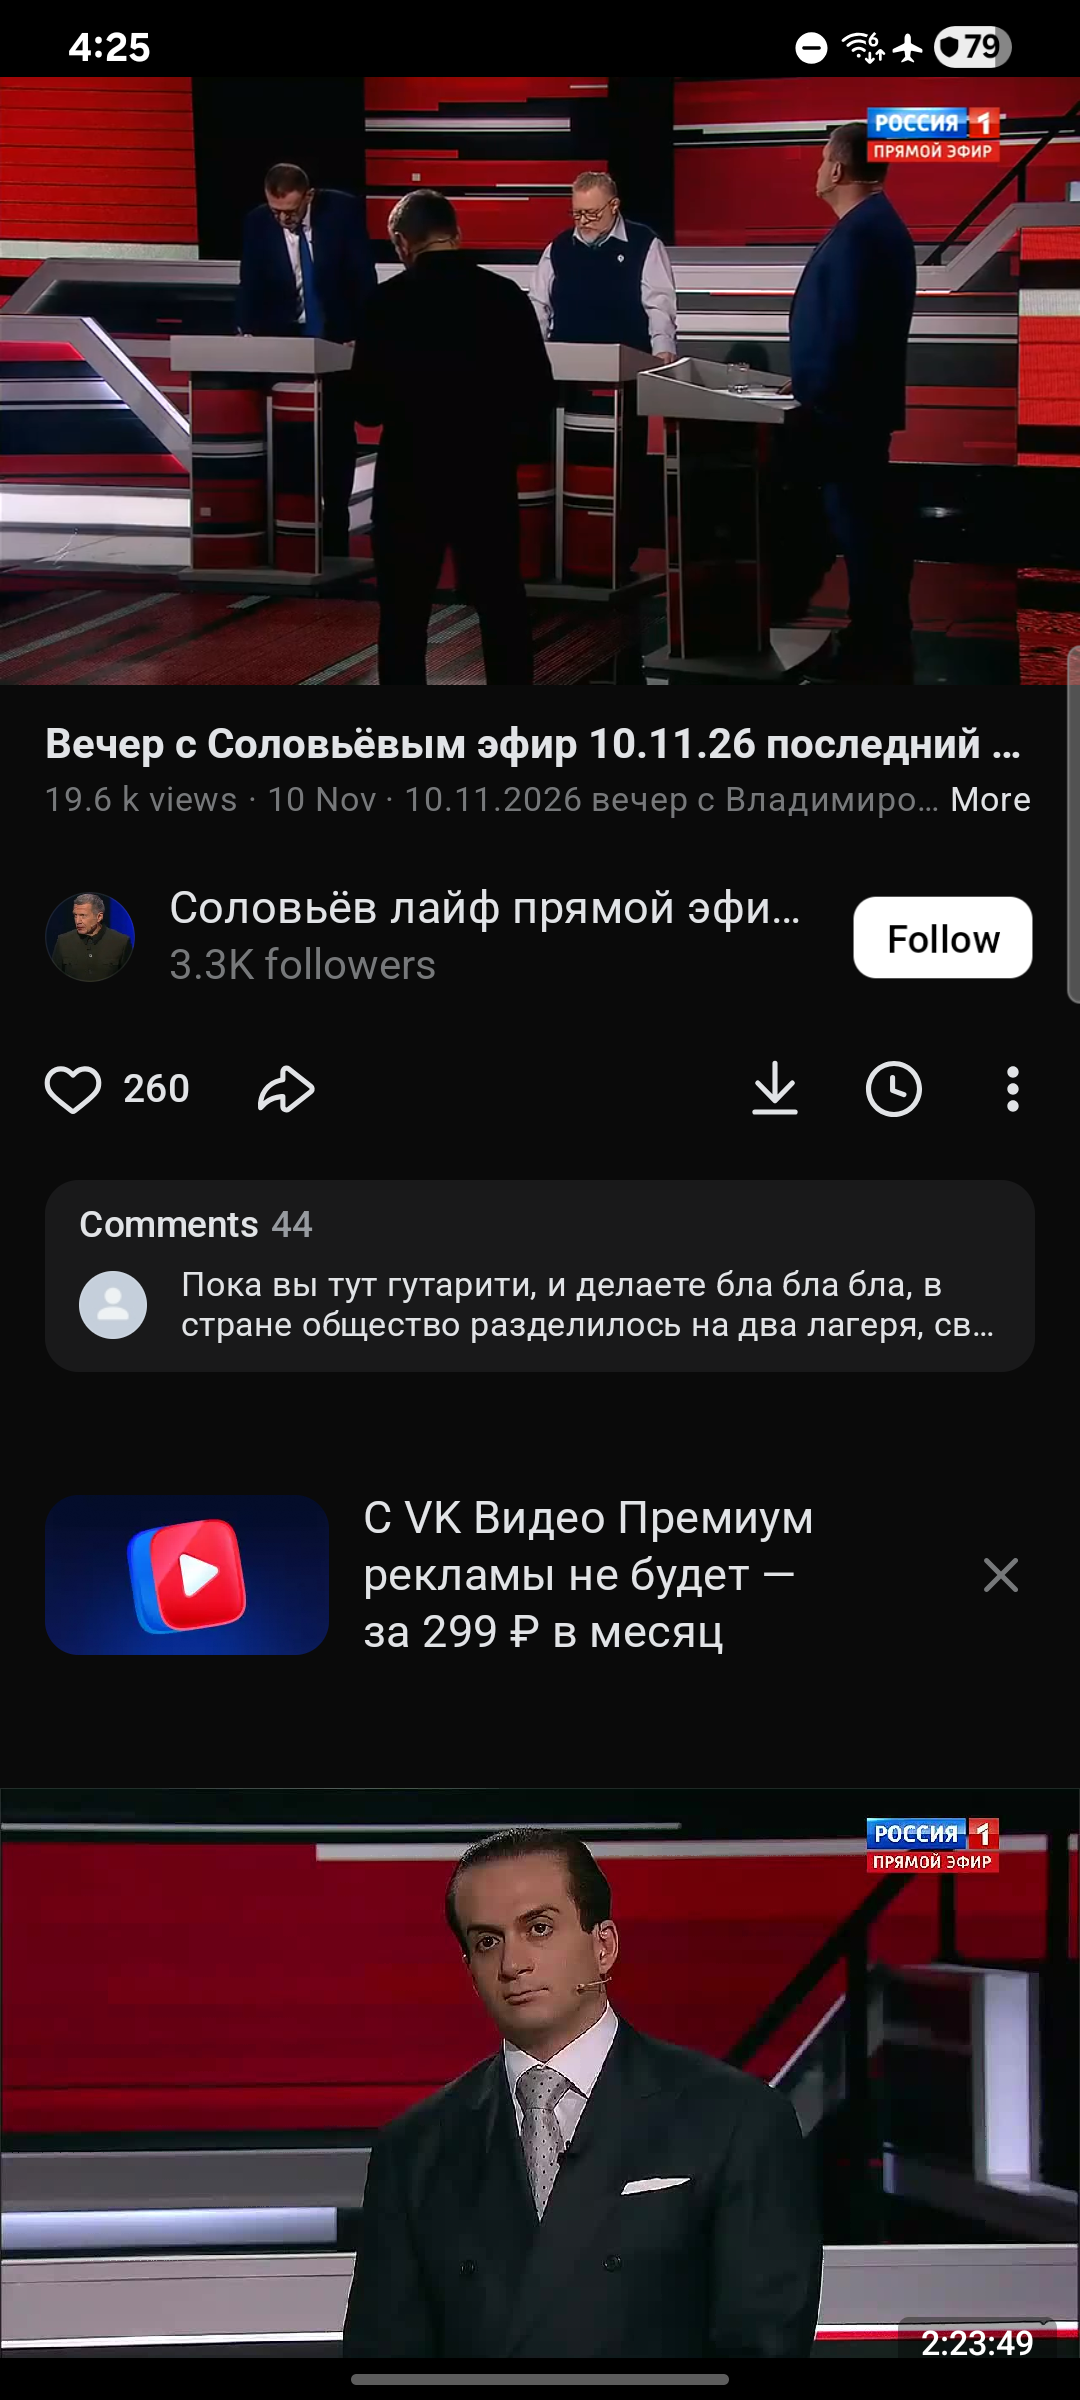 4:25
6
79
РОССИЯ 1
ПРЯМОЙ ЭФИР
Вечер с Соловьёвым эфир 10.11.26 последний ...
19.6 k views · 10 Nov · 10.11.2026 вечер с Владимиро... More
Соловьёв лайф прямой эфи...
3.3K followers
Follow
260
Comments 44
Пока вы тут гутарити, и делаете бла бла бла, в
стране общество разделилось на два лагеря, св...
С VK Видео Премиум
рекламы не будет —
за 299 ₽ в месяц
РОССИЯ 1
ПРЯМОЙ ЭФИР
2:23:49